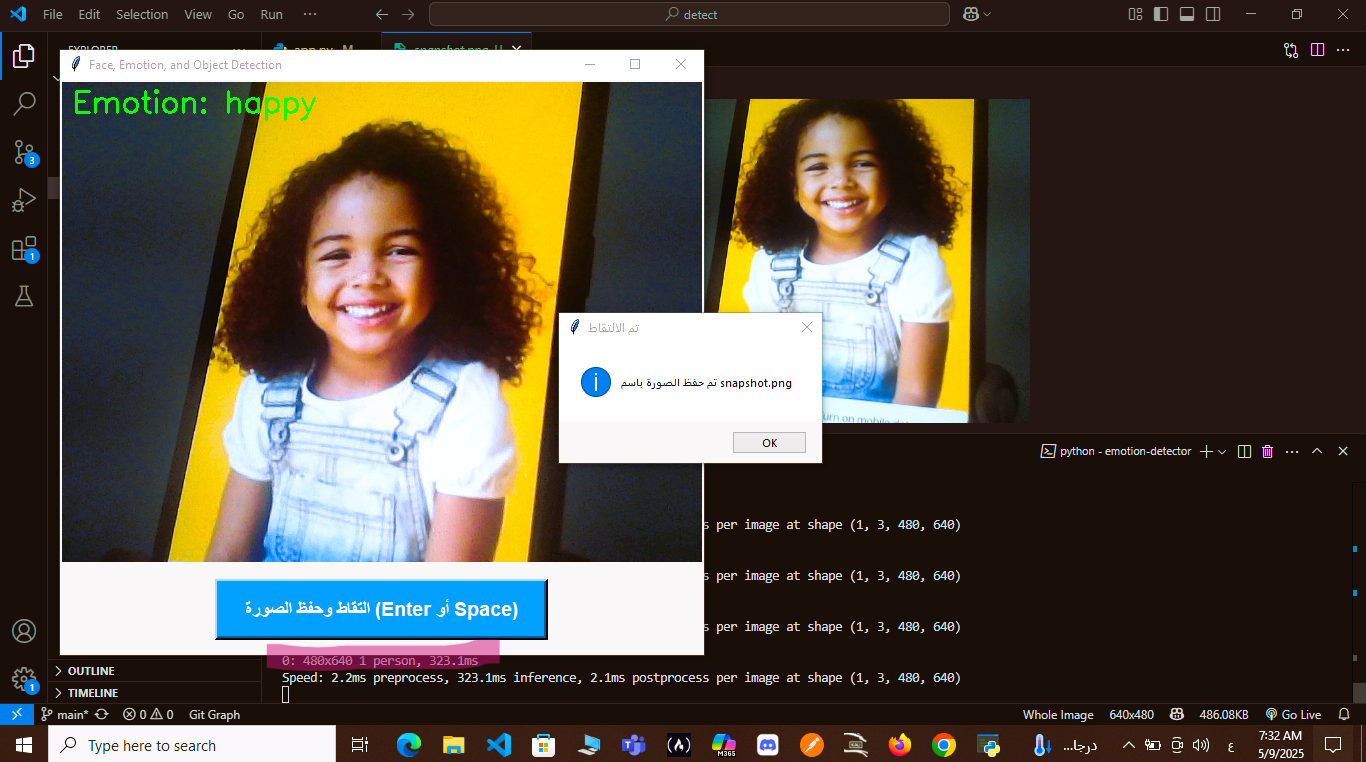 File Edit Selection View Go Run ···
detect
EXPLORER
app.py M
snapshot.png U
Face, Emotion, and Object Detection
Emotion: happy
تم الالتقاط
تم حفظ الصورة باسم snapshot.png
OK
التقاط وحفظ الصورة (Enter أو Space)
python - emotion-detector
s per image at shape (1, 3, 480, 640)
s per image at shape (1, 3, 480, 640)
s per image at shape (1, 3, 480, 640)
0: 480x640 1 person, 323.1ms
Speed: 2.2ms preprocess, 323.1ms inference, 2.1ms postprocess per image at shape (1, 3, 480, 640)
3
1
1
OUTLINE
TIMELINE
main* 0 0 Git Graph
Whole Image 640x480 486.08KB Go Live
Type here to search
M365
درجا...
ع
7:32 AM
5/9/2025